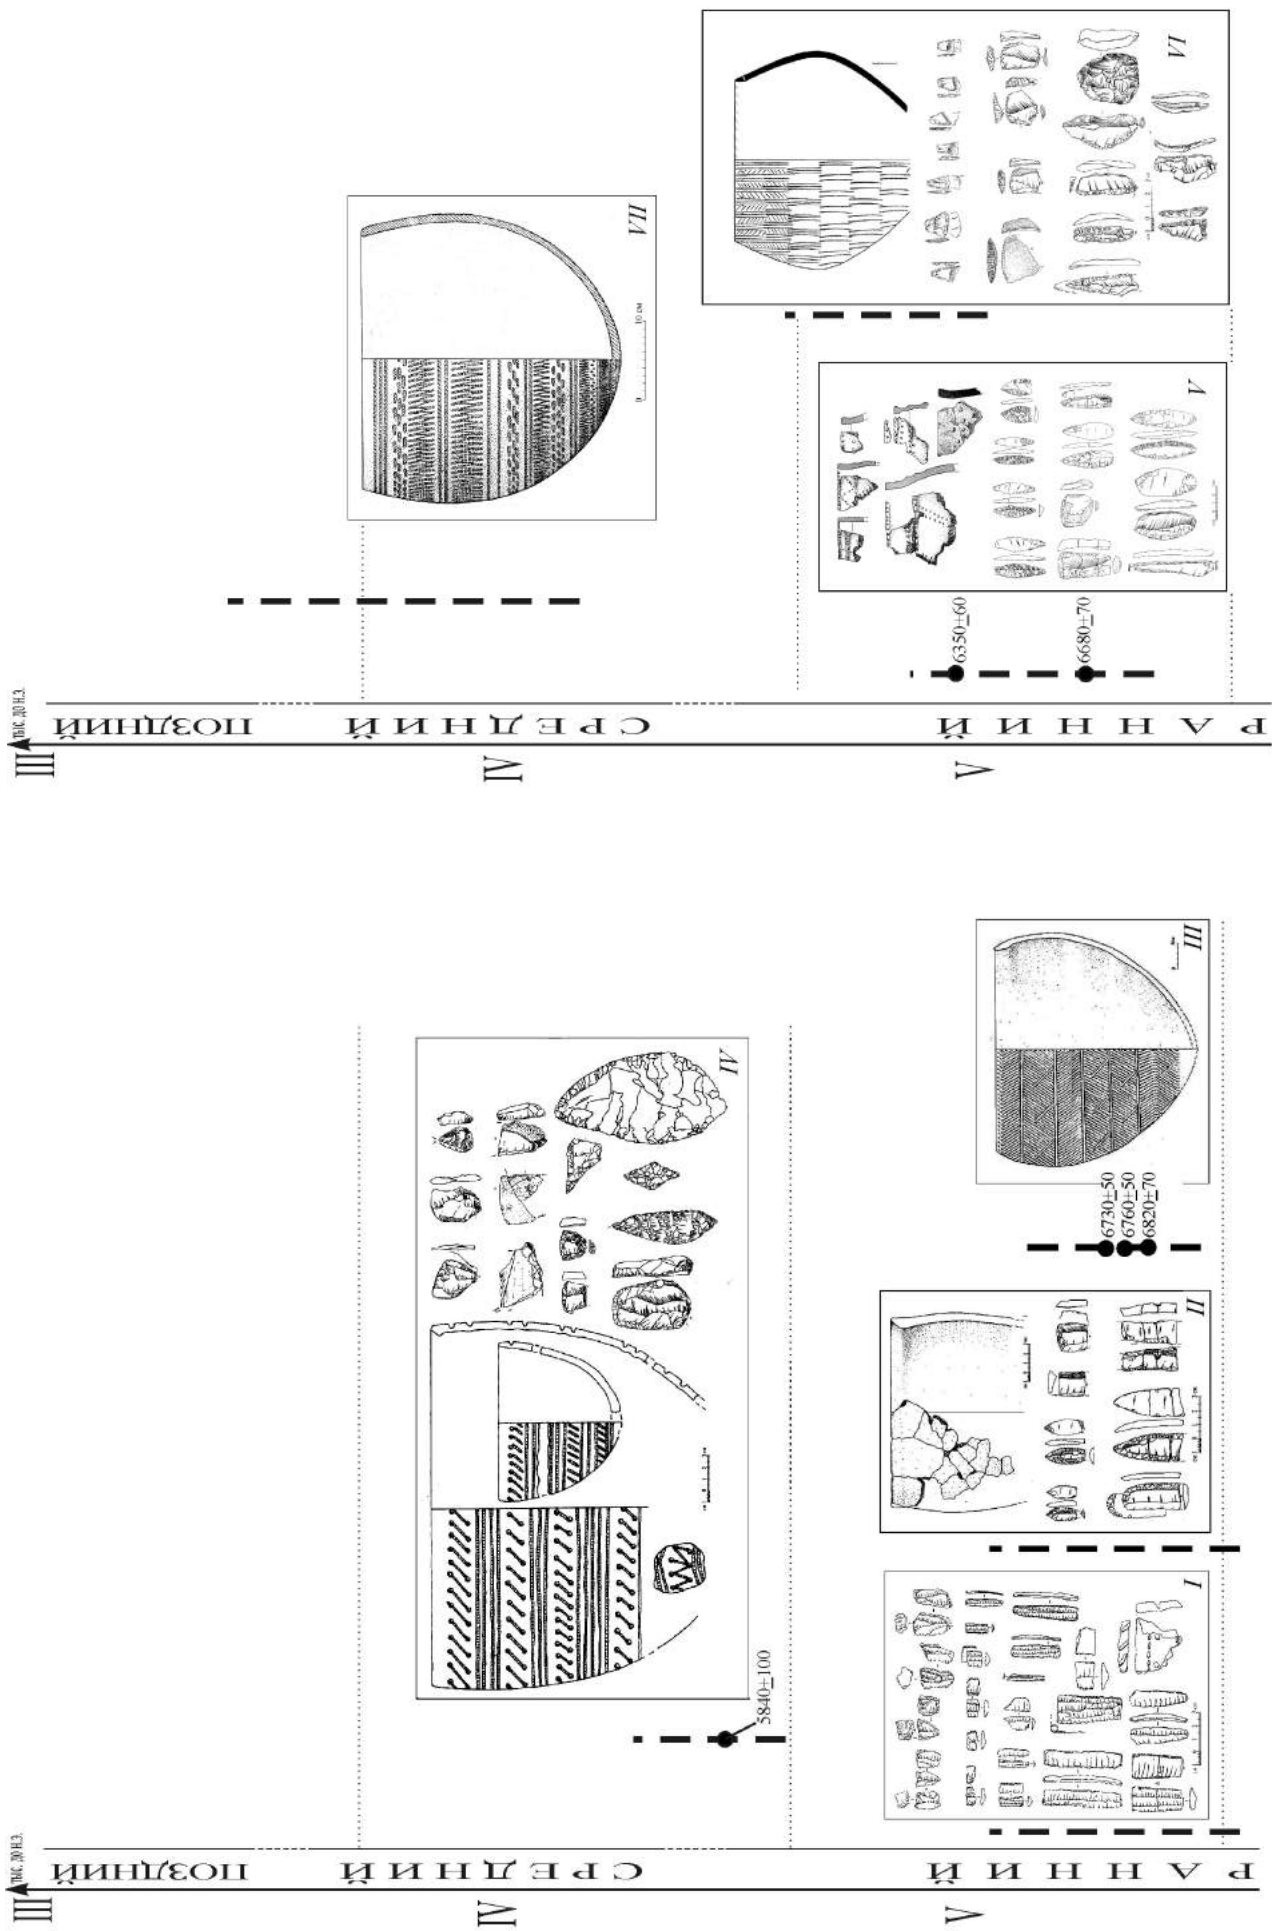 III
тыс. до н.э.
ПОЗДНИЙ
СРЕДНИЙ
РАННИЙ
IV
V
5840±100
IV
I
II
6730±50
6760±50
6820±70
III
III
тыс. до н.э.
ПОЗДНИЙ
СРЕДНИЙ
РАННИЙ
IV
V
6350±60
6680±70
V
VI
0
10 см
VII